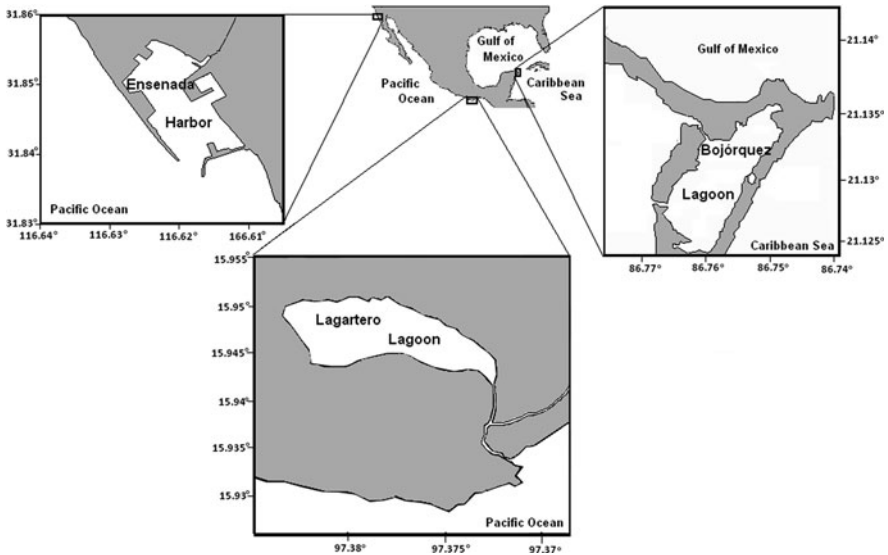 31.86°
31.85°
31.84°
31.83°
116.64°
116.63°
116.62°
116.61°
Ensenada
Harbor
Pacific Ocean
Gulf of
Mexico
Pacific
Ocean
Caribbean
Sea
Gulf of Mexico
Bojórquez
Lagoon
Caribbean Sea
21.14°
21.135°
21.13°
21.125°
86.77°
86.76°
86.75°
86.74°
15.955°
15.95°
15.945°
15.94°
15.935°
15.93°
Lagartero
Lagoon
Pacific Ocean
97.38°
97.375°
97.37°